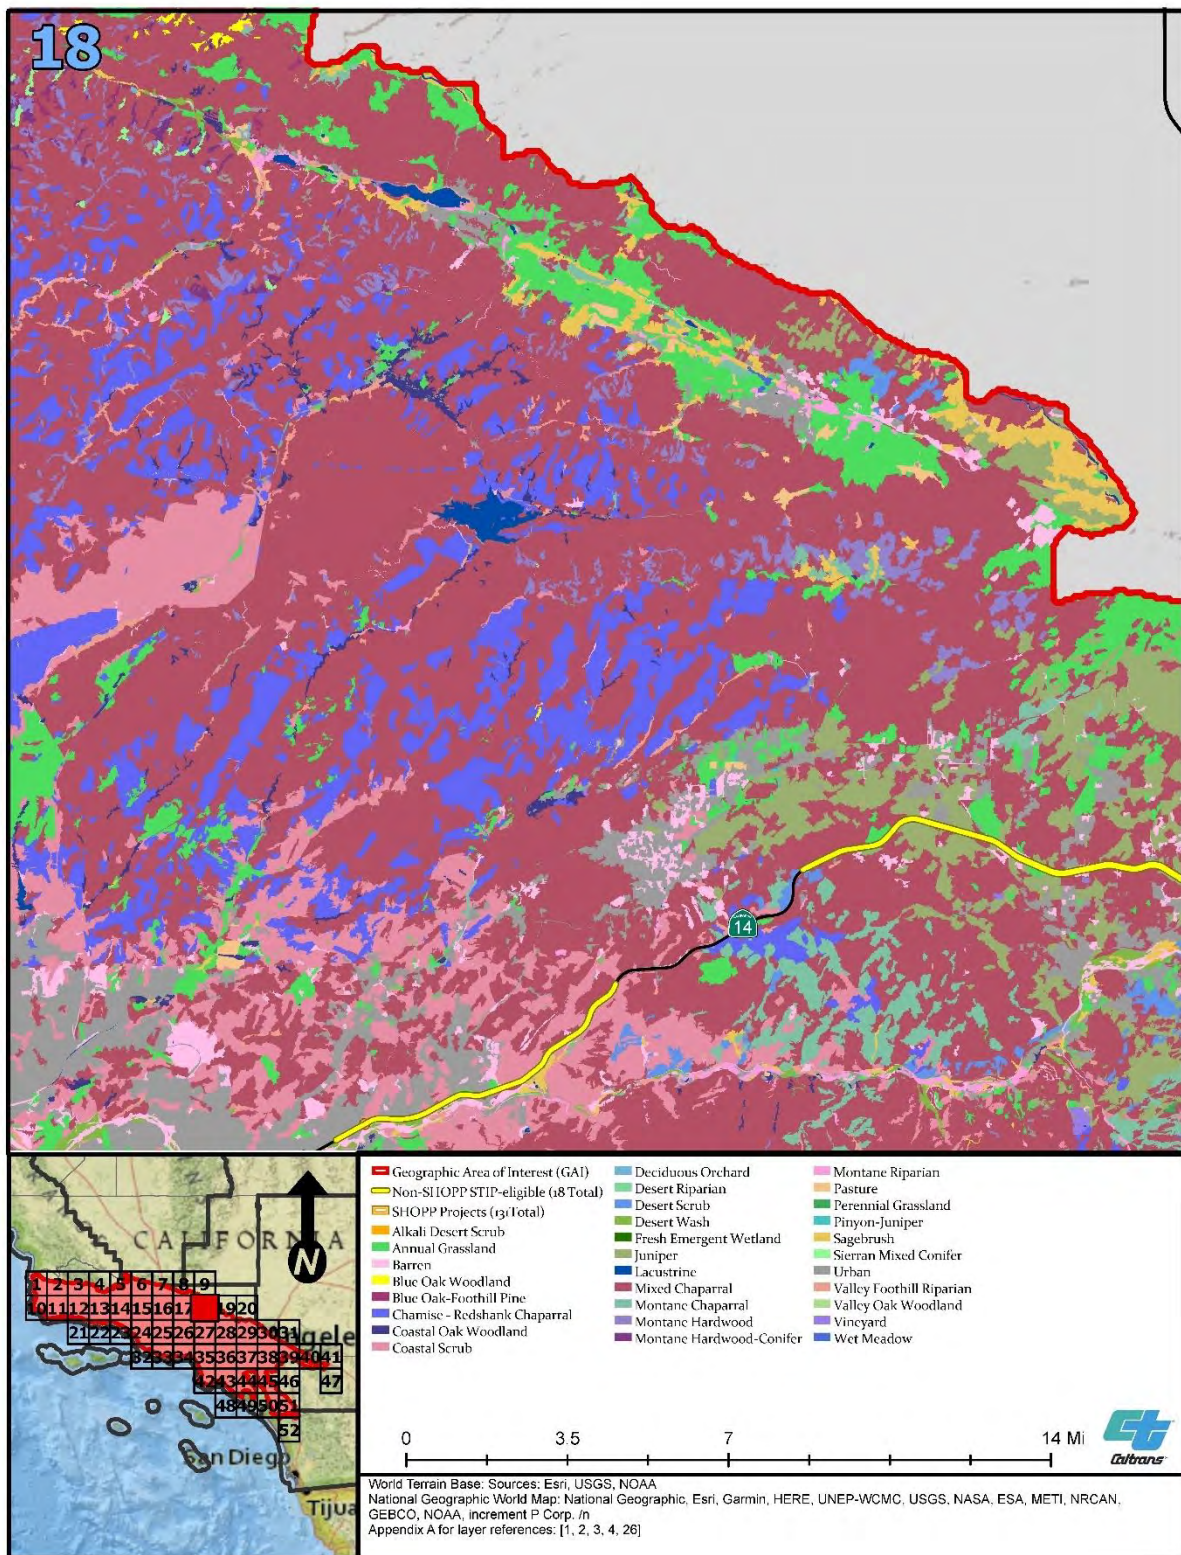 18
14
Geographic Area of Interest (GAI)
Non-SHOPP STIP-eligible (18 Total)
SHOPP Projects (131Total)
Alkali Desert Scrub
Annual Grassland
Barren
Blue Oak Woodland
Blue Oak-Foothill Pine
Chamise - Redshank Chaparral
Coastal Oak Woodland
Coastal Scrub
Deciduous Orchard
Desert Riparian
Desert Scrub
Desert Wash
Fresh Emergent Wetland
Juniper
Lacustrine
Mixed Chaparral
Montane Chaparral
Montane Hardwood
Montane Hardwood-Conifer
Montane Riparian
Pasture
Perennial Grassland
Pinyon-Juniper
Sagebrush
Sierran Mixed Conifer
Urban
Valley Foothill Riparian
Valley Oak Woodland
Vineyard
Wet Meadow
CALIFORNIA
N
1 2 3 4 5 6 7 8 9
10 11 12 13 14 15 16 17 19 20
21 22 23 24 25 26 27 28 29 30 31
32 33 34 35 36 37 38 39 40 41
42 43 44 45 46 47
48 49 50 51
52
San Diego
Tijua
0 3.5 7 14 Mi
Caltrans
World Terrain Base: Sources: Esri, USGS, NOAA
National Geographic World Map: National Geographic, Esri, Garmin, HERE, UNEP-WCMC, USGS, NASA, ESA, METI, NRCAN,
GEBCO, NOAA, increment P Corp. /n
Appendix A for layer references: [1, 2, 3, 4, 26]